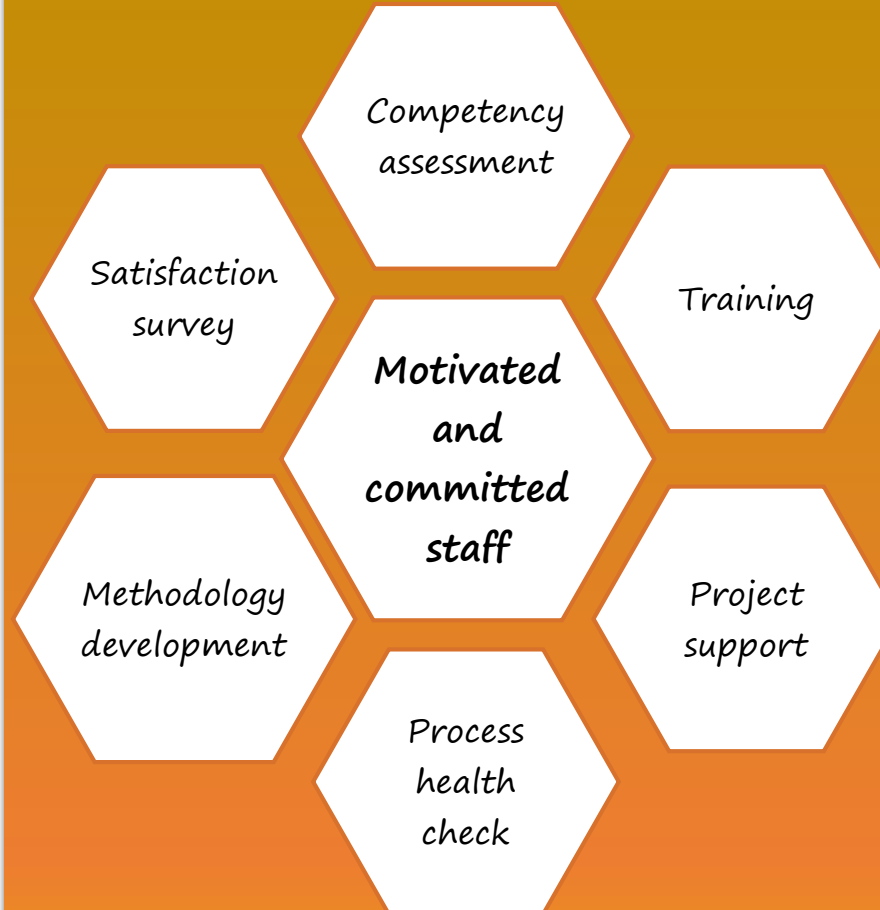 Competency
assessment
Satisfaction
survey
Training
Motivated
and
committed
staff
Methodology
development
Project
support
Process
health
check